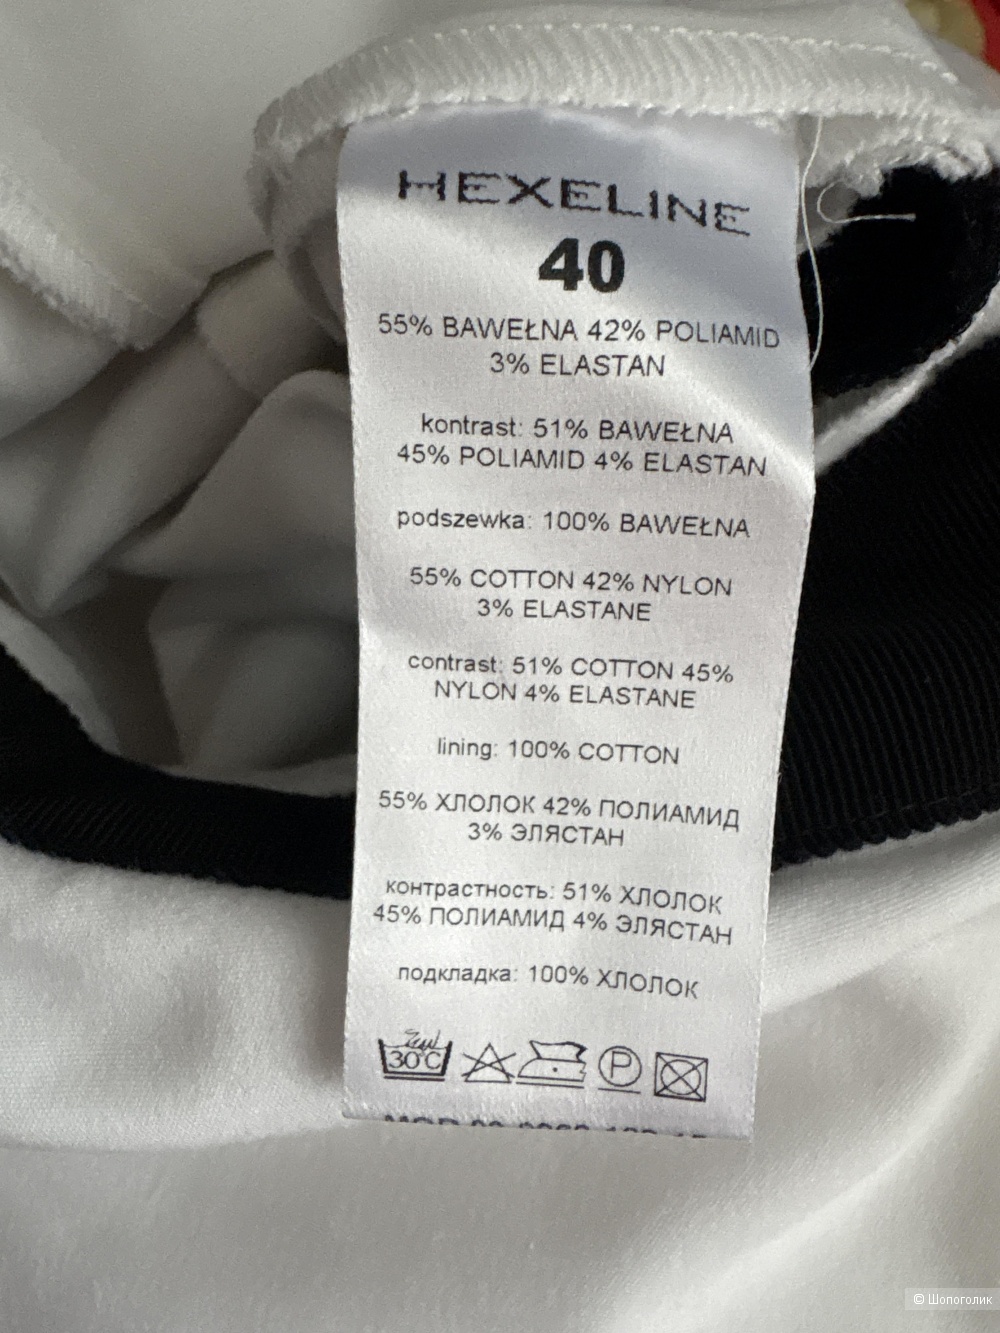 HEXELINE
40
55% BAWEŁNA 42% POLIAMID
3% ELASTAN
kontrast: 51% BAWEŁNA
45% POLIAMID 4% ELASTAN
podszewka: 100% BAWEŁNA
55% COTTON 42% NYLON
3% ELASTANE
contrast: 51% COTTON 45%
NYLON 4% ELASTANE
lining: 100% COTTON
55% ХЛОЛОК 42% ПОЛИАМИД
3% ЭЛЯСТАН
контрастность: 51% ХЛОЛОК
45% ПОЛИАМИД 4% ЭЛЯСТАН
подкладка: 100% ХЛОЛОК
30°C P
© Шопоголик